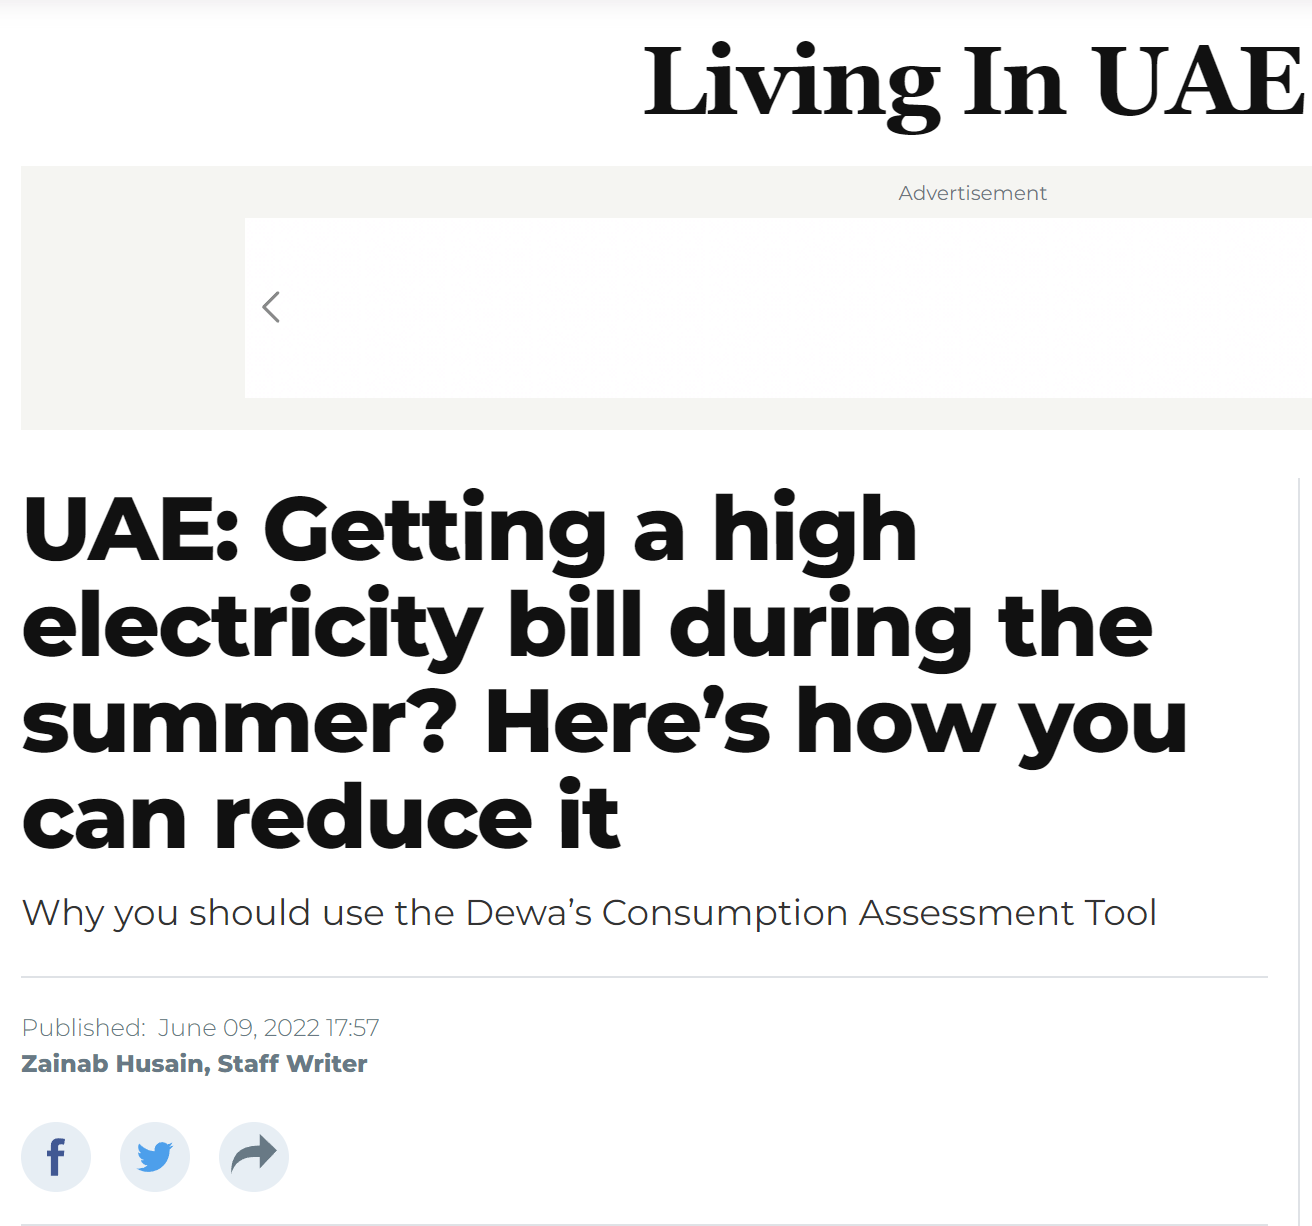 Living In UAE
Advertisement
UAE: Getting a high
electricity bill during the
summer? Here’s how you
can reduce it
Why you should use the Dewa’s Consumption Assessment Tool
Published:  June 09, 2022 17:57
Zainab Husain, Staff Writer